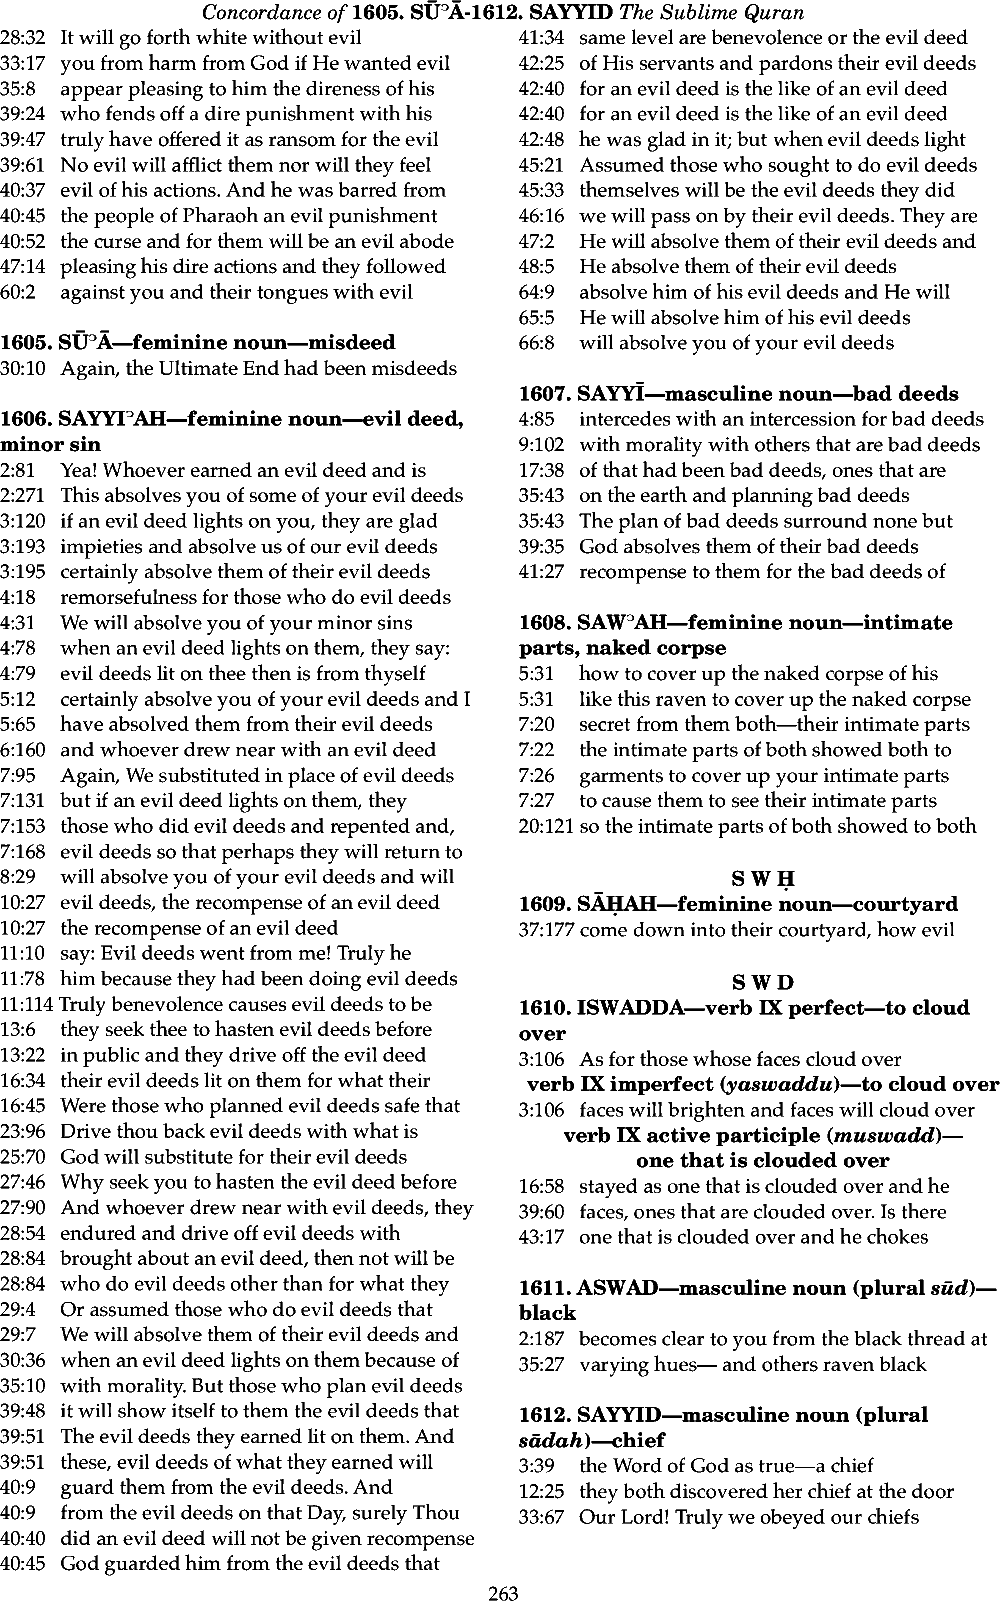 Concordance of 1605. SŪᵓĀ-1612. SAYYID The Sublime Quran
28:32 It will go forth white without evil
33:17 you from harm from God if He wanted evil
35:8 appear pleasing to him the direness of his
39:24 who fends off a dire punishment with his
39:47 truly have offered it as ransom for the evil
39:61 No evil will afflict them nor will they feel
40:37 evil of his actions. And he was barred from
40:45 the people of Pharaoh an evil punishment
40:52 the curse and for them will be an evil abode
47:14 pleasing his dire actions and they followed
60:2 against you and their tongues with evil
1605. SŪᵓĀ—feminine noun—misdeed
30:10 Again, the Ultimate End had been misdeeds
1606. SAYYIᵓAH—feminine noun—evil deed,
minor sin
2:81 Yea! Whoever earned an evil deed and is
2:271 This absolves you of some of your evil deeds
3:120 if an evil deed lights on you, they are glad
3:193 impieties and absolve us of our evil deeds
3:195 certainly absolve them of their evil deeds
4:18 remorsefulness for those who do evil deeds
4:31 We will absolve you of your minor sins
4:78 when an evil deed lights on them, they say:
4:79 evil deeds lit on thee then is from thyself
5:12 certainly absolve you of your evil deeds and I
5:65 have absolved them from their evil deeds
6:160 and whoever drew near with an evil deed
7:95 Again, We substituted in place of evil deeds
7:131 but if an evil deed lights on them, they
7:153 those who did evil deeds and repented and,
7:168 evil deeds so that perhaps they will return to
8:29 will absolve you of your evil deeds and will
10:27 evil deeds, the recompense of an evil deed
10:27 the recompense of an evil deed
11:10 say: Evil deeds went from me! Truly he
11:78 him because they had been doing evil deeds
11:114 Truly benevolence causes evil deeds to be
13:6 they seek thee to hasten evil deeds before
13:22 in public and they drive off the evil deed
16:34 their evil deeds lit on them for what their
16:45 Were those who planned evil deeds safe that
23:96 Drive thou back evil deeds with what is
25:70 God will substitute for their evil deeds
27:46 Why seek you to hasten the evil deed before
27:90 And whoever drew near with evil deeds, they
28:54 endured and drive off evil deeds with
28:84 brought about an evil deed, then not will be
28:84 who do evil deeds other than for what they
29:4 Or assumed those who do evil deeds that
29:7 We will absolve them of their evil deeds and
30:36 when an evil deed lights on them because of
35:10 with morality. But those who plan evil deeds
39:48 it will show itself to them the evil deeds that
39:51 The evil deeds they earned lit on them. And
39:51 these, evil deeds of what they earned will
40:9 guard them from the evil deeds. And
40:9 from the evil deeds on that Day, surely Thou
40:40 did an evil deed will not be given recompense
40:45 God guarded him from the evil deeds that
41:34 same level are benevolence or the evil deed
42:25 of His servants and pardons their evil deeds
42:40 for an evil deed is the like of an evil deed
42:40 for an evil deed is the like of an evil deed
42:48 he was glad in it; but when evil deeds light
45:21 Assumed those who sought to do evil deeds
45:33 themselves will be the evil deeds they did
46:16 we will pass on by their evil deeds. They are
47:2 He will absolve them of their evil deeds and
48:5 He absolve them of their evil deeds
64:9 absolve him of his evil deeds and He will
65:5 He will absolve him of his evil deeds
66:8 will absolve you of your evil deeds
1607. SAYYĪ—masculine noun—bad deeds
4:85 intercedes with an intercession for bad deeds
9:102 with morality with others that are bad deeds
17:38 of that had been bad deeds, ones that are
35:43 on the earth and planning bad deeds
35:43 The plan of bad deeds surround none but
39:35 God absolves them of their bad deeds
41:27 recompense to them for the bad deeds of
1608. SAWᵓAH—feminine noun—intimate
parts, naked corpse
5:31 how to cover up the naked corpse of his
5:31 like this raven to cover up the naked corpse
7:20 secret from them both—their intimate parts
7:22 the intimate parts of both showed both to
7:26 garments to cover up your intimate parts
7:27 to cause them to see their intimate parts
20:121 so the intimate parts of both showed to both
S W Ḥ
1609. SĀḤAH—feminine noun—courtyard
37:177 come down into their courtyard, how evil
S W D
1610. ISWADDA—verb IX perfect—to cloud
over
3:106 As for those whose faces cloud over
verb IX imperfect (yaswaddu)—to cloud over
3:106 faces will brighten and faces will cloud over
verb IX active participle (muswadd)—
one that is clouded over
16:58 stayed as one that is clouded over and he
39:60 faces, ones that are clouded over. Is there
43:17 one that is clouded over and he chokes
1611. ASWAD—masculine noun (plural sūd)—
black
2:187 becomes clear to you from the black thread at
35:27 varying hues— and others raven black
1612. SAYYID—masculine noun (plural
sādah)—chief
3:39 the Word of God as true—a chief
12:25 they both discovered her chief at the door
33:67 Our Lord! Truly we obeyed our chiefs
263